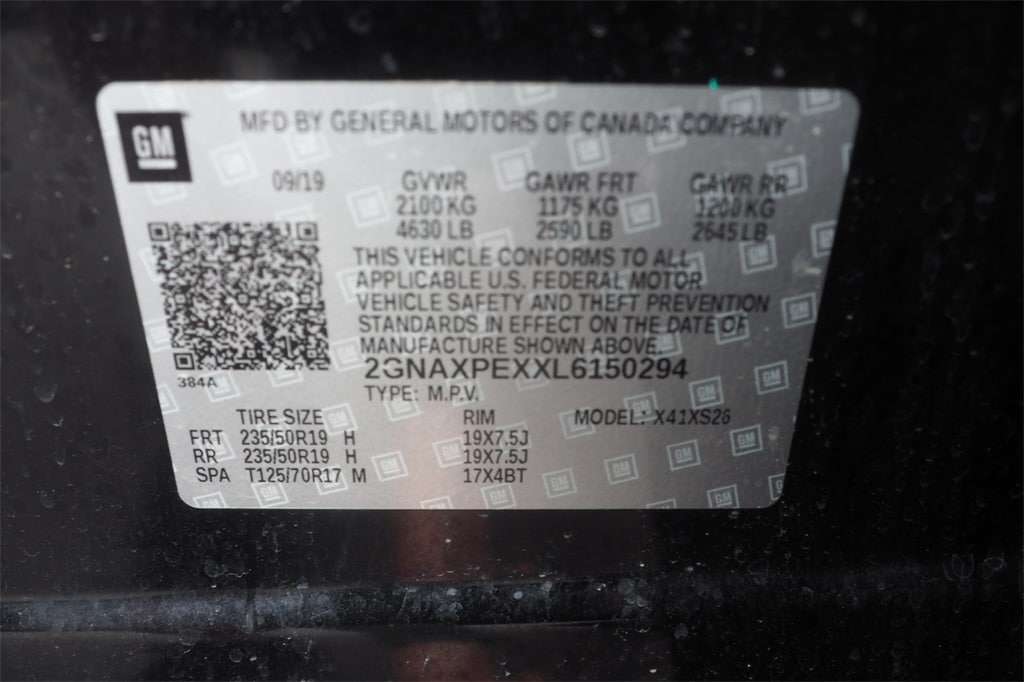 GM
MFD BY GENERAL MOTORS OF CANADA COMPANY
09/19 GVWR GAWR FRT GAWR RR
2100 KG 1175 KG 1200 KG
4630 LB 2590 LB 2645 LB
THIS VEHICLE CONFORMS TO ALL
APPLICABLE U.S. FEDERAL MOTOR
VEHICLE SAFETY AND THEFT PREVENTION
STANDARDS IN EFFECT ON THE DATE OF
MANUFACTURE SHOWN ABOVE.
2GNAXPEXXL6150294
384A
TYPE: M.P.V.
TIRE SIZE RIM MODEL: X41XS26
FRT 235/50R19 H 19X7.5J
RR 235/50R19 H 19X7.5J
SPA T125/70R17 M 17X4BT